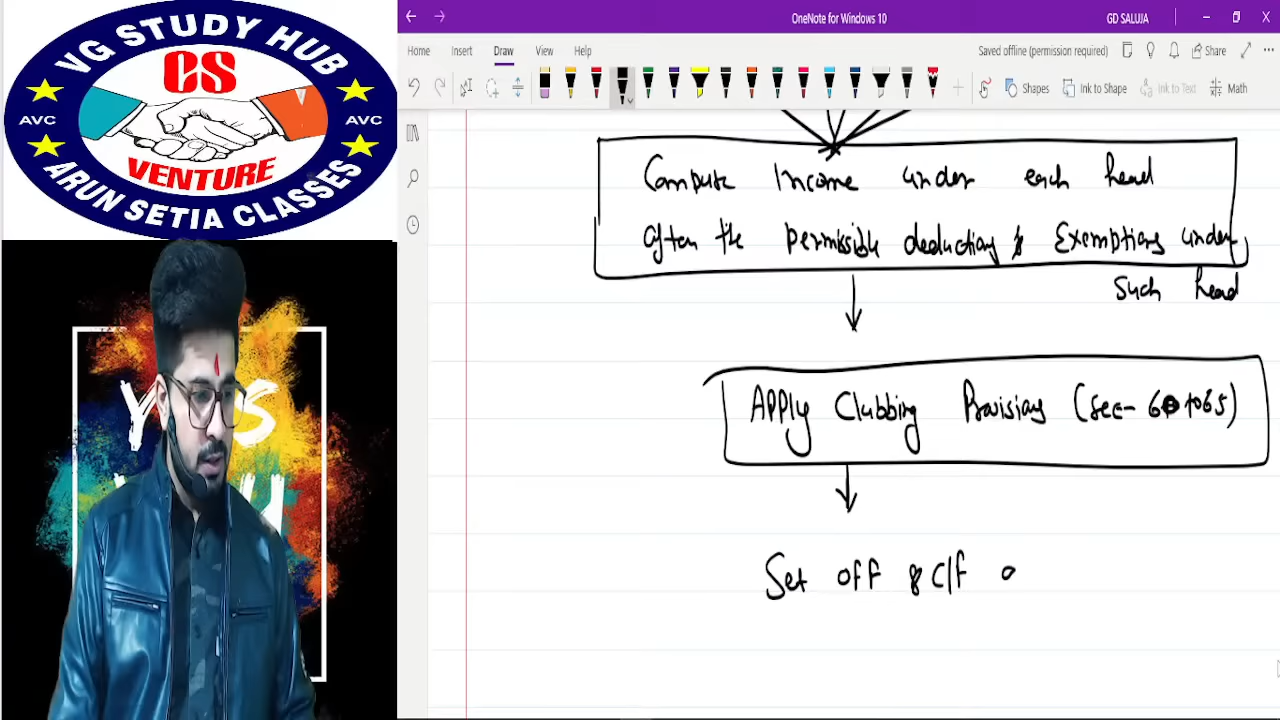 VG STUDY HUB
CS
AVC
AVC
VENTURE
ARUN SETIA CLASSES
OneNote for Windows 10
GD SALUJA
Home Insert Draw View Help
Saved offline (permission required)
Share
Shapes
Ink to Shape
Ink to Text
Math
Compute Income under each head
after the permissible deductions & Exemptions under
such head
APPLY Clubbing Provisions (Sec- 60 to 65)
Set off & C/F o